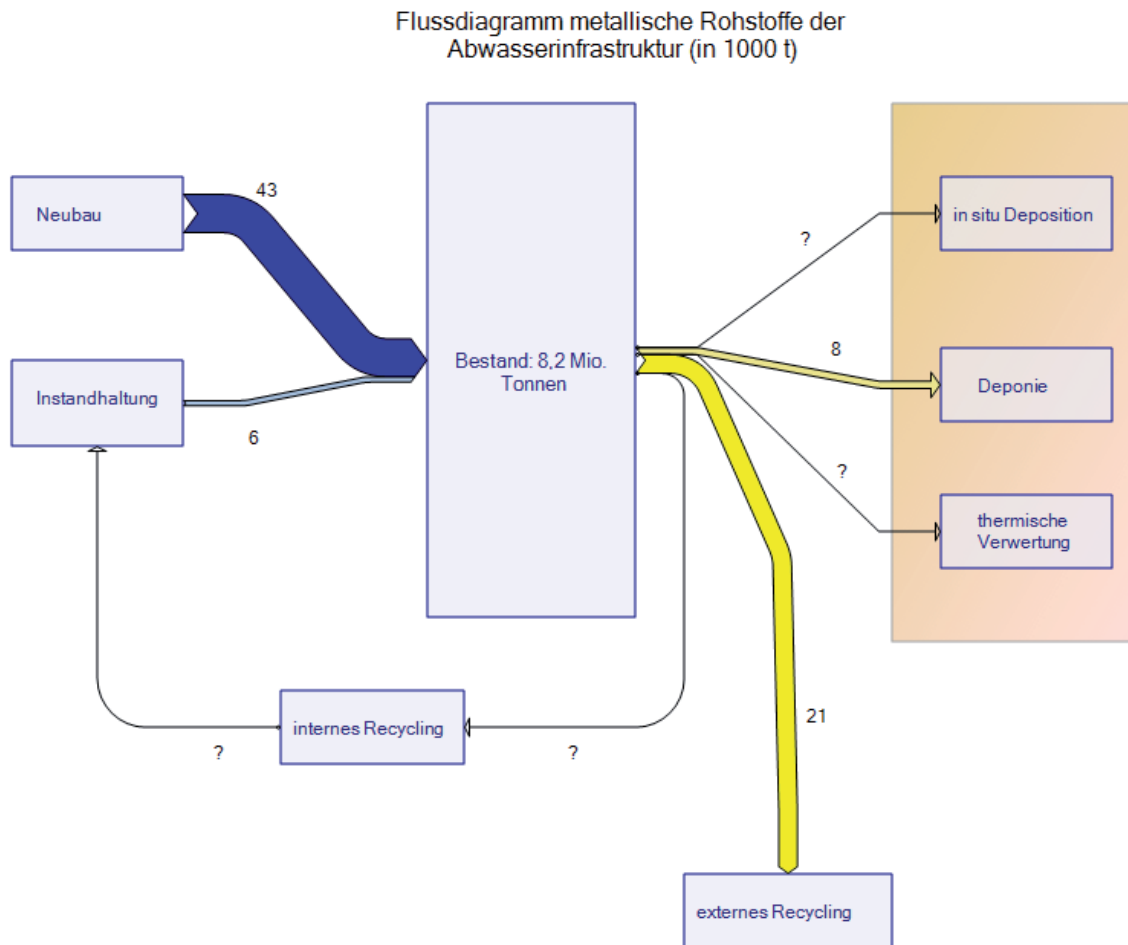 Flussdiagramm metallische Rohstoffe der
Abwasserinfrastruktur (in 1000 t)
Neubau
43
Instandhaltung
6
Bestand: 8,2 Mio.
Tonnen
?
in situ Deposition
8
Deponie
?
thermische
Verwertung
internes Recycling
?
?
21
externes Recycling